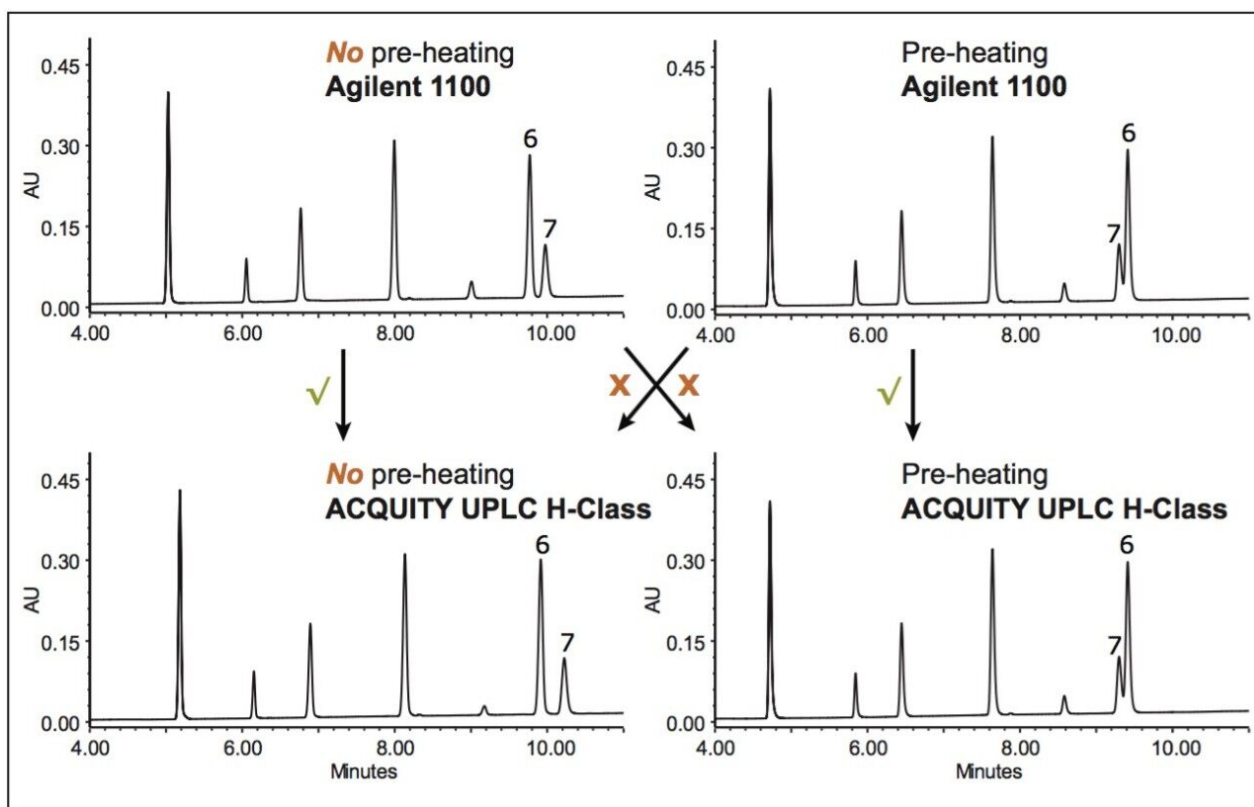 No pre-heating
Agilent 1100
0.45
0.30
0.15
0.00
AU
6
7
4.00 6.00 8.00 10.00
Pre-heating
Agilent 1100
0.45
0.30
0.15
0.00
AU
7
6
4.00 6.00 8.00 10.00
√
X X
√
No pre-heating
ACQUITY UPLC H-Class
0.45
0.30
0.15
0.00
AU
6
7
4.00 6.00 8.00 10.00
Minutes
Pre-heating
ACQUITY UPLC H-Class
0.45
0.30
0.15
0.00
AU
7
6
4.00 6.00 8.00 10.00
Minutes